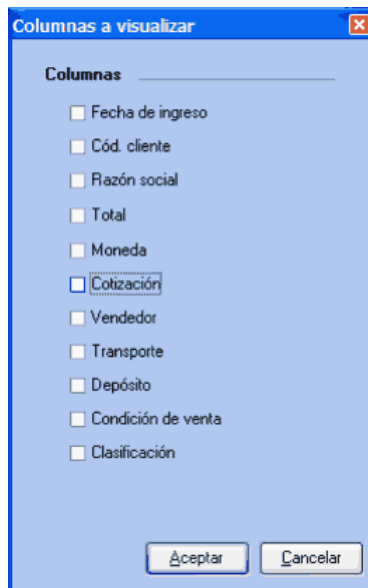 Columnas a visualizar
Columnas
Fecha de ingreso
Cód. cliente
Razón social
Total
Moneda
Cotización
Vendedor
Transporte
Depósito
Condición de venta
Clasificación
Aceptar
Cancelar